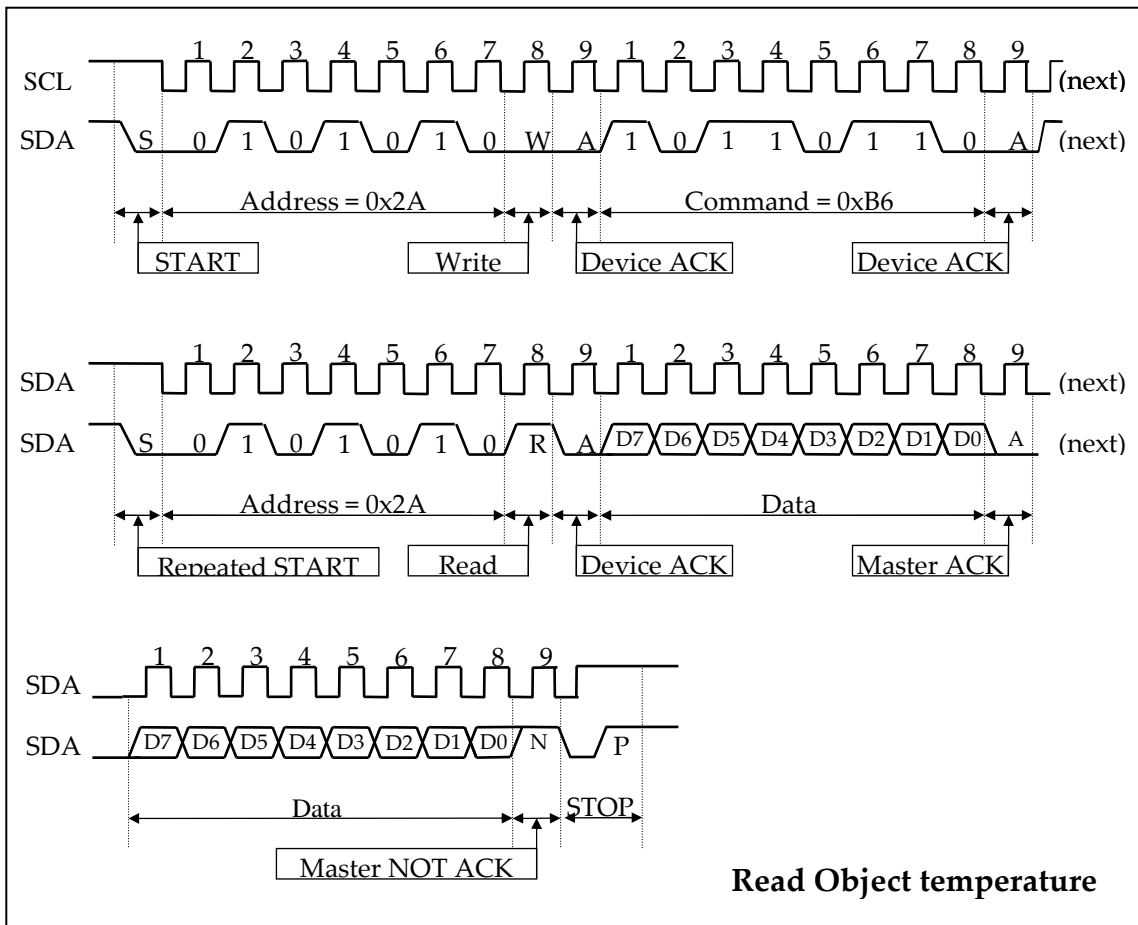 1 2 3 4 5 6 7 8 9 1 2 3 4 5 6 7 8 9
SCL (next)
SDA S 0 1 0 1 0 1 0 W A 1 0 1 1 0 1 1 0 A (next)
Address = 0x2A Command = 0xB6
START Write Device ACK Device ACK
1 2 3 4 5 6 7 8 9 1 2 3 4 5 6 7 8 9
SDA (next)
SDA S 0 1 0 1 0 1 0 R A D7 D6 D5 D4 D3 D2 D1 D0 A (next)
Address = 0x2A Data
Repeated START Read Device ACK Master ACK
1 2 3 4 5 6 7 8 9
SDA
SDA D7 D6 D5 D4 D3 D2 D1 D0 N P
Data STOP
Master NOT ACK
Read Object temperature